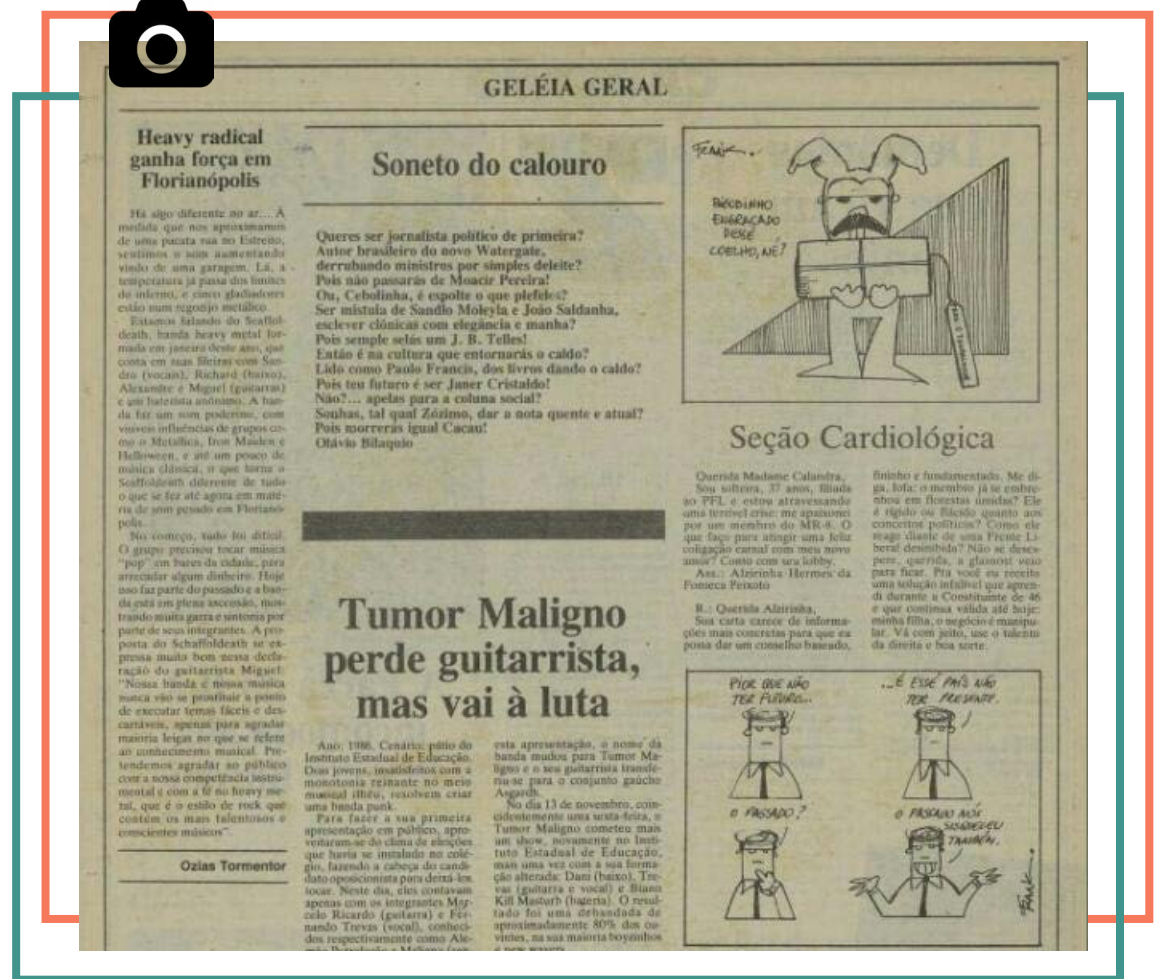 GELÉIA GERAL
Heavy radical
ganha força em
Florianópolis
Há algo diferente no ar... À
medida que nos aproximamos
de uma pacata rua no Estreito,
sentimos o som aumentando
vindo de uma garagem. Lá, a
temperatura já passa dos limites
do inferno, e cinco gladiadores
estão num regozijo metálico.
Estamos falando do Scaffol-
death, banda heavy metal for-
mada em janeiro deste ano, que
conta em suas fileiras com San-
dro (vocais), Richard (baixo),
Alexandre e Miguel (guitarras)
e um baterista anônimo. A ban-
da faz um som poderoso, com
visíveis influências de grupos co-
mo o Metallica, Iron Maiden e
Helloween, e até um pouco de
música clássica, o que torna o
Scaffoldeath diferente de tudo
o que se fez até agora em maté-
ria de som pesado em Florianó-
polis.
No começo, tudo foi difícil.
O grupo precisou tocar música
"pop" em bares da cidade, para
arrecadar algum dinheiro. Hoje
isso faz parte do passado e a ban-
da está em plena ascensão, mos-
trando muita garra e sintonia por
parte de seus integrantes. A pro-
posta do Schaffoldeath se ex-
pressa muito bem nessa decla-
ração do guitarrista Miguel:
"Nossa banda e nossa música
nunca vão se prostituir a ponto
de executar temas fáceis e des-
cartáveis, apenas para agradar
maioria leigas no que se refere
ao conhecimento musical. Pre-
tendemos agradar ao público
com a nossa competência instru-
mental e com a fé no heavy me-
tal, que é o estilo de rock que
contém os mais talentosos e
conscientes músicos".
Ozias Tormentor
Soneto do calouro
Queres ser jornalista político de primeira?
Autor brasileiro do novo Watergate,
derrubando ministros por simples deleite?
Pois não passarás de Moacir Pereira!
Ou, Cebolinha, é espolte o que plefeles?
Ser mistula de Sandlo Moleyla e João Saldanha,
esclever clônicas com elegância e manha?
Pois semple selás um J. B. Telles!
Então é na cultura que entornarás o caldo?
Lido como Paulo Francis, dos livros dando o caldo?
Pois teu futuro é ser Janer Cristaldo!
Não?... apelas para a coluna social?
Sonhas, tal qual Zózimo, dar a nota quente e atual?
Pois morrerás igual Cacau!
Olávio Bilaquio
Tumor Maligno
perde guitarrista,
mas vai à luta
Ano: 1986. Cenário: pátio do
Instituto Estadual de Educação.
Dois jovens, insatisfeitos com a
monotonia reinante no meio
musical ilhéu, resolvem criar
uma banda punk.
Para fazer a sua primeira
apresentação em público, apro-
veitaram-se do clima de eleições
que havia se instalado no colé-
gio, fazendo a cabeça do candi-
dato oposicionista para deixá-los
tocar. Neste dia, eles contavam
apenas com os integrantes Mar-
celo Ricardo (guitarra) e Fer-
nando Trevas (vocal), conheci-
dos respectivamente como Ale-
esta apresentação, o nome da
banda mudou para Tumor Ma-
ligno e o seu guitarrista transfe-
riu-se para o conjunto gaúcho
Asgardh.
No dia 13 de novembro, coin-
cidentemente uma sexta-feira, o
Tumor Maligno cometeu mais
um show, novamente no Insti-
tuto Estadual de Educação,
mais uma vez com a sua forma-
ção alterada: Dani (baixo), Tre-
vas (guitarra e vocal) e Biann
Kill Masturb (bateria). O resul-
tado foi uma debandada de
aproximadamente 80% dos ou-
vintes, na sua maioria boyzinhos
e new wavers
FRANK.
BIGODINHO
ENGRAÇADO
DESSE
COELHO, NÉ?
Seção Cardiológica
Querida Madame Calandra,
Sou solteira, 37 anos, filiada
ao PFL e estou atravessando
uma terrível crise: me apaixonei
por um membro do MR-8. O
que faço para atingir uma feliz
coligação carnal com meu novo
amor? Conto com seu lobby.
Ass.: Alzirinha Hermes da
Fonseca Peixoto
R.: Querida Alzirinha,
Sua carta carece de informa-
ções mais concretas para que eu
possa dar um conselho baseado,
fininho e fundamentado. Me di-
ga, fofa: o membro já se embre-
nhou em florestas úmidas? Ele
é rígido ou flácido quanto aos
conceitos políticos? Como ele
reage diante de uma Frente Li-
beral desinibida? Não se deses-
pere, querida, a glasnost veio
para ficar. Pra você eu receito
uma solução infalível que apren-
di durante a Constituinte de 46
e que continua válida até hoje:
minha filha, o negócio é manipu-
lar. Vá com jeito, use o talento
da direita e boa sorte.
PIOR QUE NÃO
TER FUTURO...
...É ESSE PAÍS NÃO
TER PRESENTE.
O PASSADO?
O PASSADO NÓS
ESQUECEU
TAMBÉM.
FRANK.